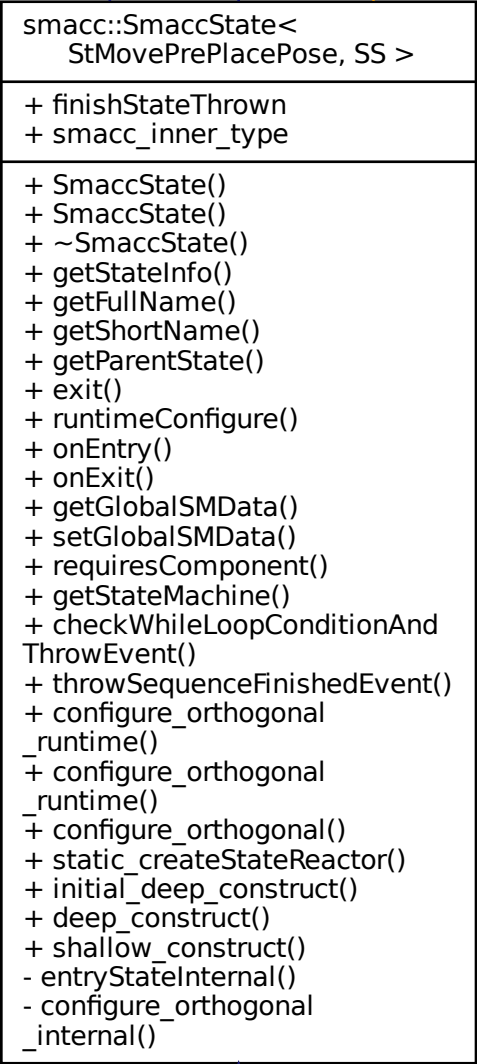 smacc::SmaccState<
StMovePrePlacePose, SS >
+ finishStateThrown
+ smacc_inner_type
+ SmaccState()
+ SmaccState()
+ ~SmaccState()
+ getStateInfo()
+ getFullName()
+ getShortName()
+ getParentState()
+ exit()
+ runtimeConfigure()
+ onEntry()
+ onExit()
+ getGlobalSMData()
+ setGlobalSMData()
+ requiresComponent()
+ getStateMachine()
+ checkWhileLoopConditionAnd
ThrowEvent()
+ throwSequenceFinishedEvent()
+ configure_orthogonal
_runtime()
+ configure_orthogonal
_runtime()
+ configure_orthogonal()
+ static_createStateReactor()
+ initial_deep_construct()
+ deep_construct()
+ shallow_construct()
- entryStateInternal()
- configure_orthogonal
_internal()